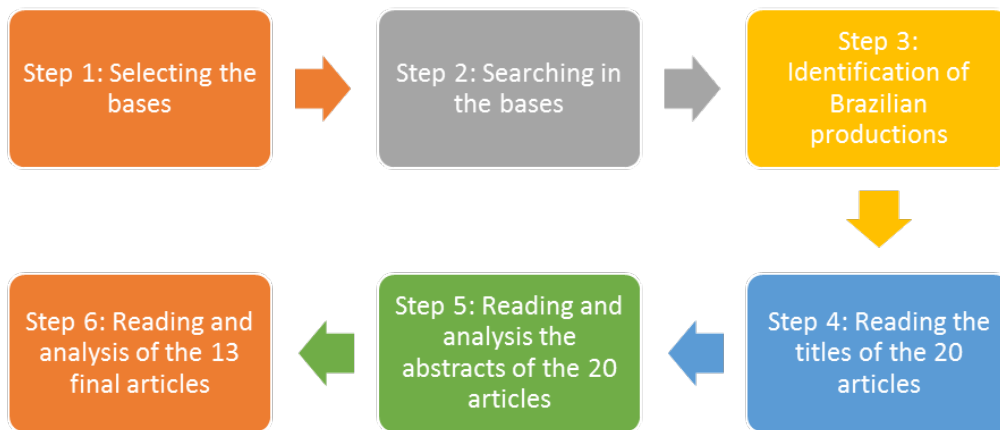 Step 1: Selecting the
bases
Step 2: Searching in
the bases
Step 3:
Identification of
Brazilian
productions
Step 4: Reading the
titles of the 20
articles
Step 5: Reading and
analysis the
abstracts of the 20
articles
Step 6: Reading and
analysis of the 13
final articles